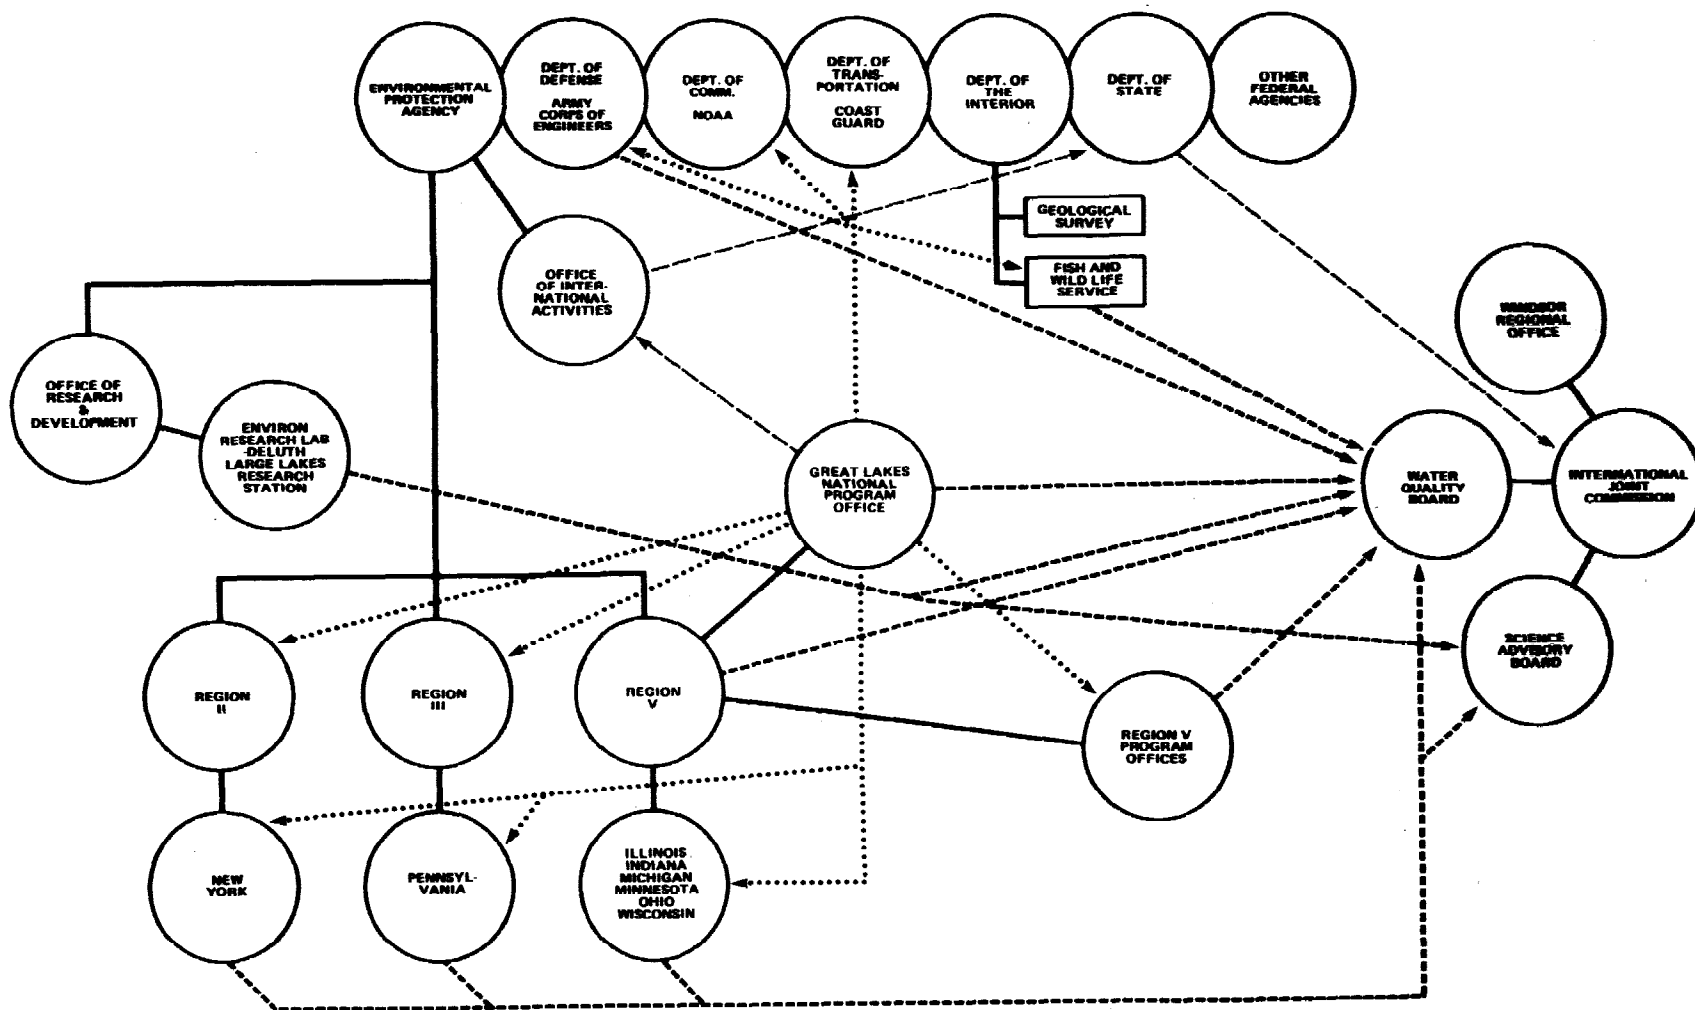 ENVIRONMENTAL
PROTECTION
AGENCY
DEPT. OF
DEFENSE
ARMY
CORPS OF
ENGINEERS
DEPT. OF
COMM.
NOAA
DEPT. OF
TRANS-
PORTATION
COAST
GUARD
DEPT. OF
THE
INTERIOR
DEPT. OF
STATE
OTHER
FEDERAL
AGENCIES
GEOLOGICAL
SURVEY
FISH AND
WILD LIFE
SERVICE
OFFICE
OF INTER-
NATIONAL
ACTIVITIES
WINDSOR
REGIONAL
OFFICE
OFFICE OF
RESEARCH
&
DEVELOPMENT
ENVIRON
RESEARCH LAB
-DELUTH
LARGE LAKES
RESEARCH
STATION
GREAT LAKES
NATIONAL
PROGRAM
OFFICE
WATER
QUALITY
BOARD
INTERNATIONAL
JOINT
COMMISSION
SCIENCE
ADVISORY
BOARD
REGION
II
REGION
III
REGION
V
REGION V
PROGRAM
OFFICES
NEW
YORK
PENNSYL-
VANIA
ILLINOIS
INDIANA
MICHIGAN
MINNESOTA
OHIO
WISCONSIN